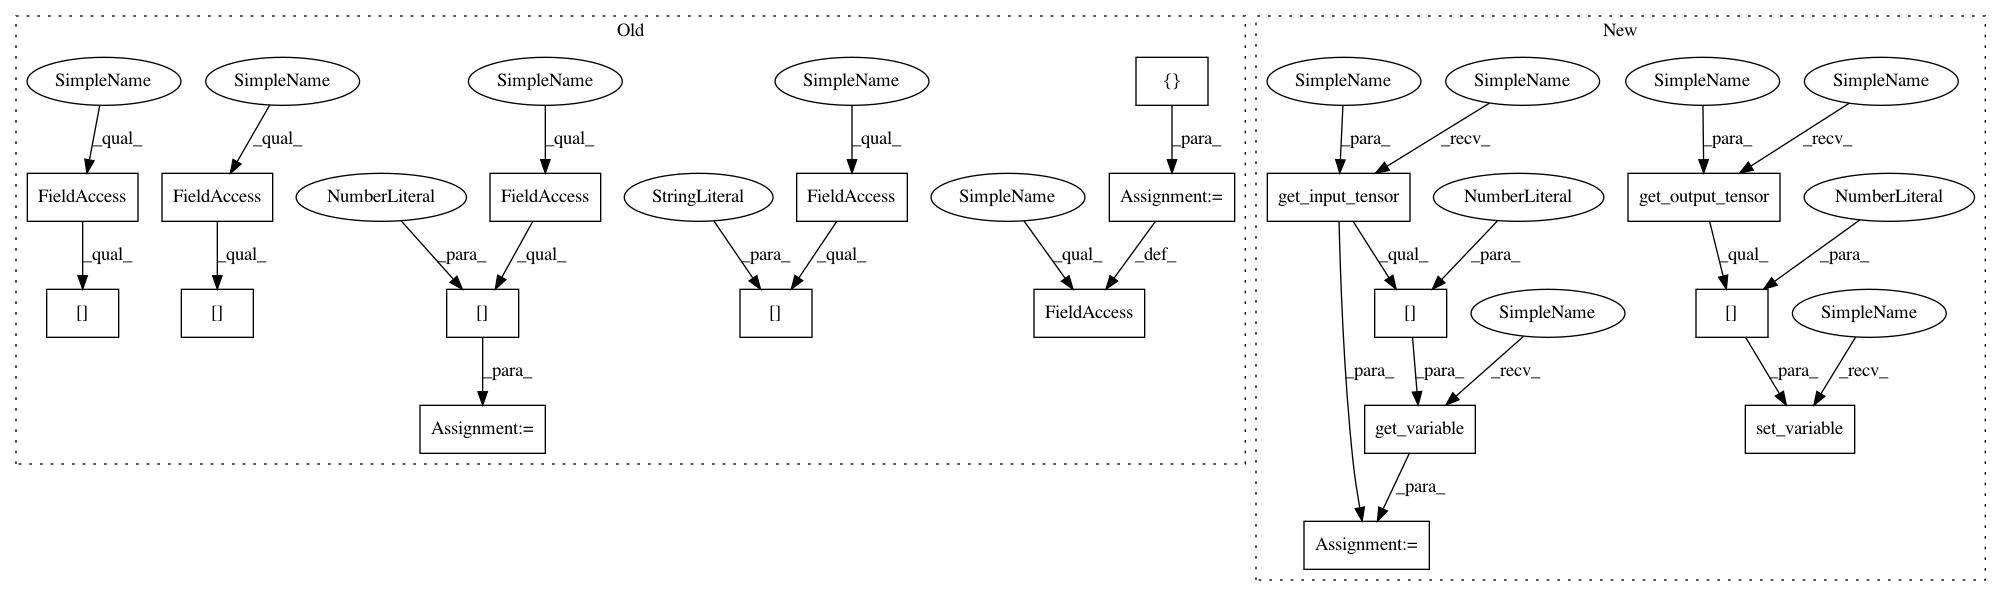 Old
New
SimpleName
SimpleName
SimpleName
SimpleName
{}
SimpleName
SimpleName
SimpleName
SimpleName
_qual_
_qual_
_qual_
_qual_
_para_
_para_
_recv_
_para_
_recv_
FieldAccess
FieldAccess
NumberLiteral
FieldAccess
StringLiteral
FieldAccess
SimpleName
Assignment:=
get_input_tensor
NumberLiteral
get_output_tensor
NumberLiteral
_qual_
_qual_
_para_
_qual_
_para_
_qual_
_qual_
_def_
_qual_
_para_
_qual_
_para_
[]
[]
[]
[]
FieldAccess
[]
SimpleName
[]
SimpleName
_para_
_para_
_para_
_recv_
_para_
_recv_
Assignment:=
get_variable
set_variable
_para_
Assignment:=